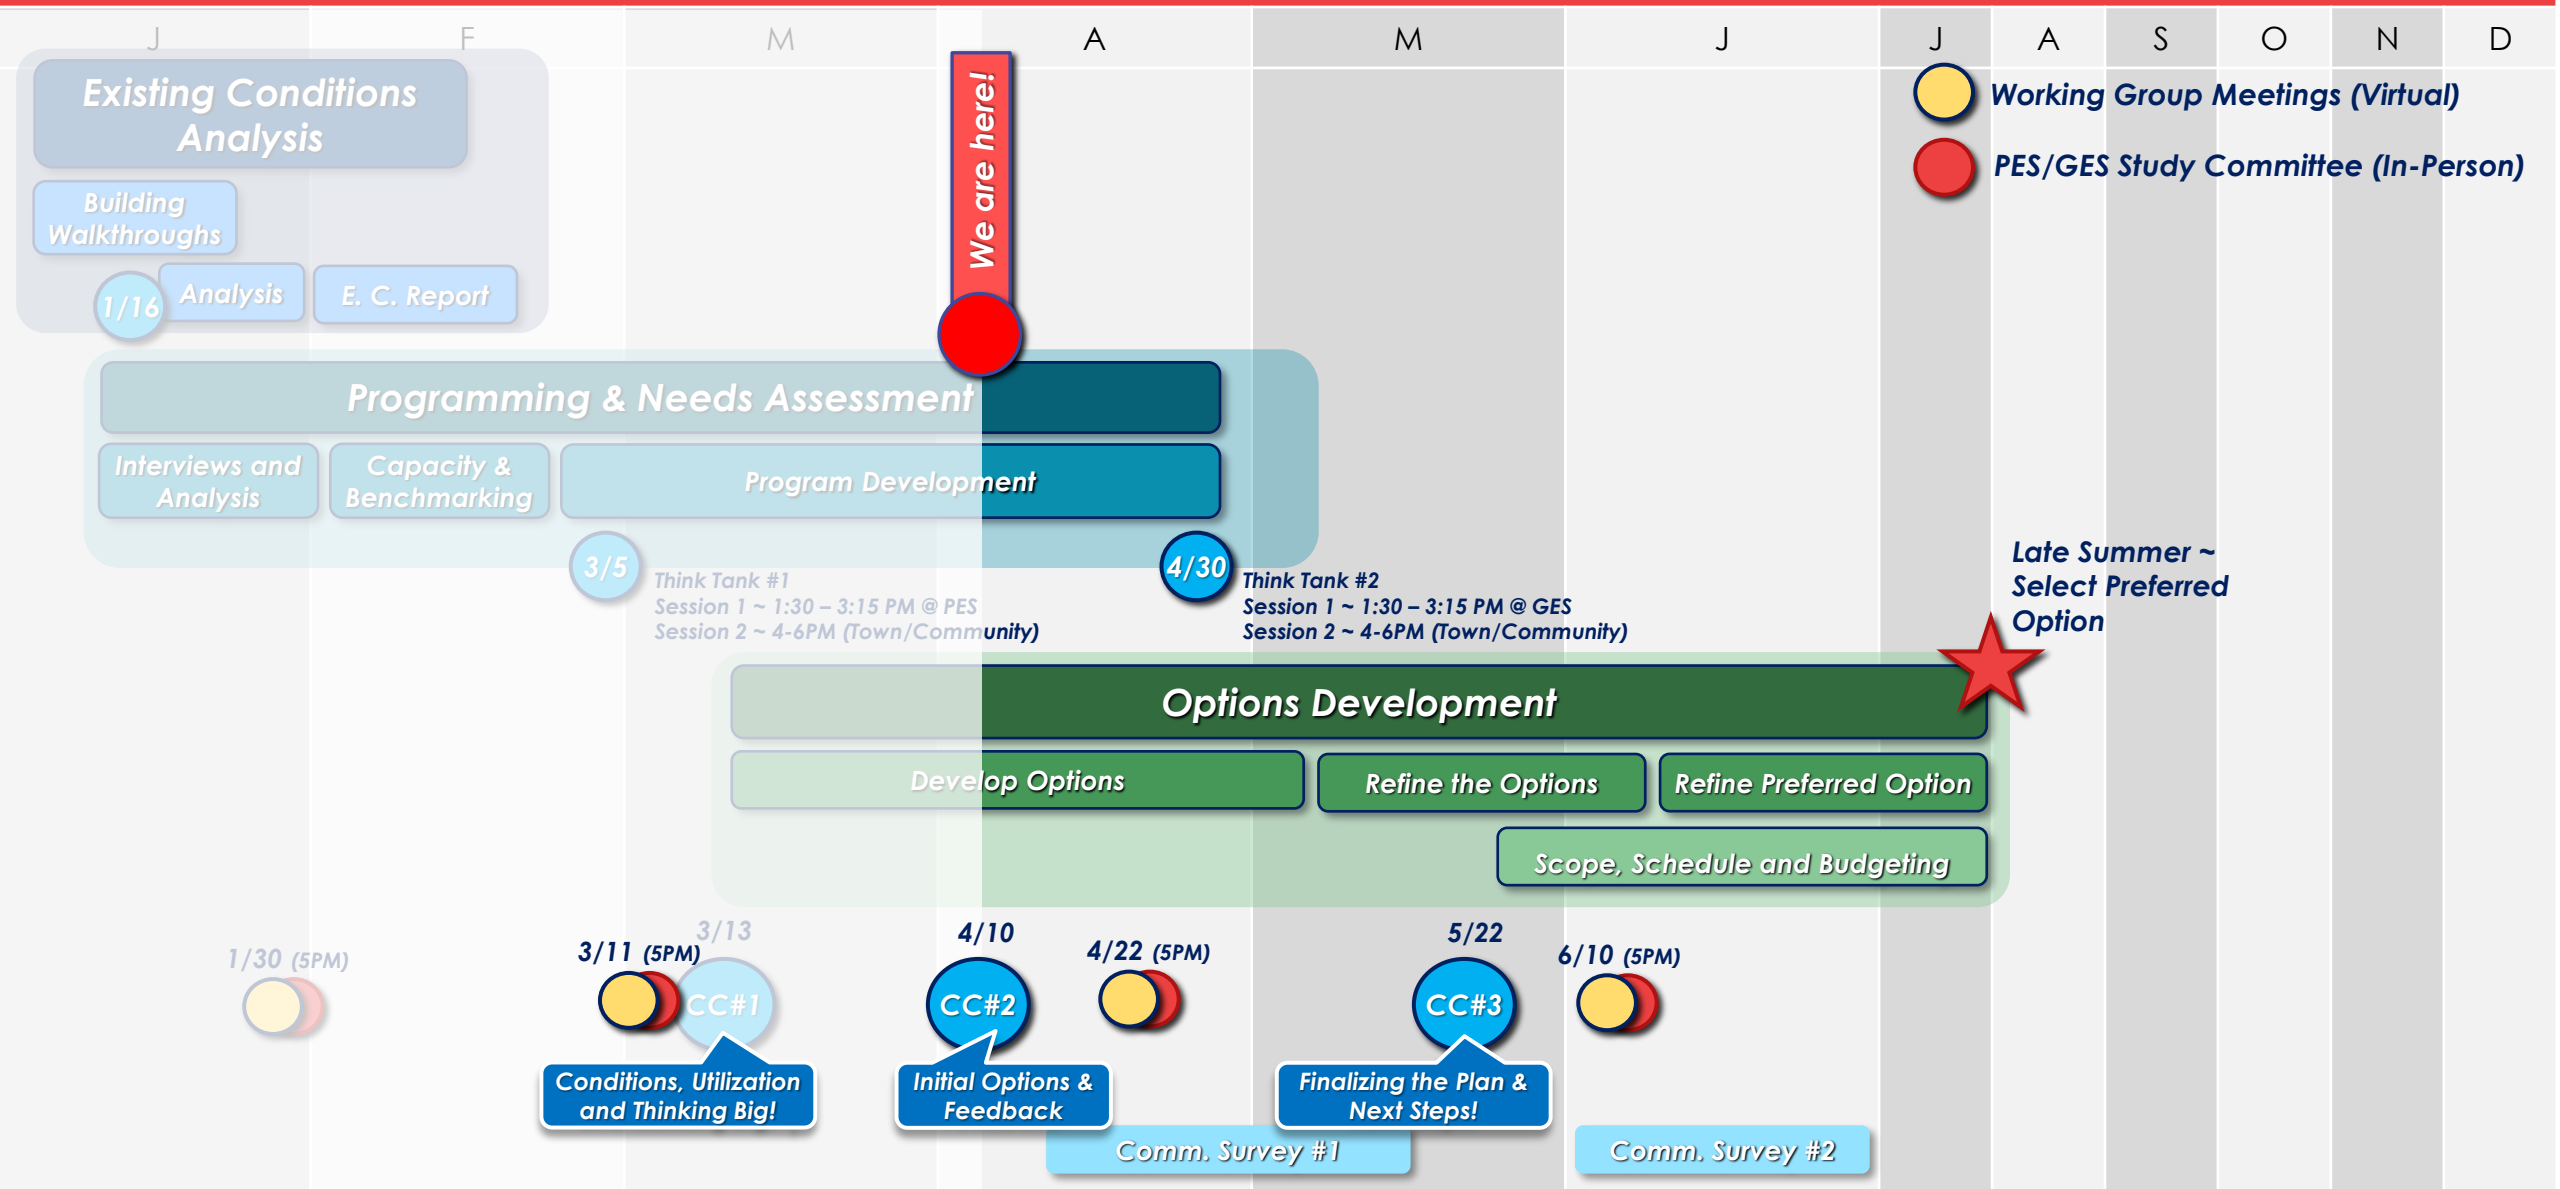 J F M A M J J A S O N D
We are here!
Working Group Meetings (Virtual)
PES/GES Study Committee (In-Person)
Existing Conditions
Analysis
Building
Walkthroughs
1/16
Analysis
E. C. Report
Programming & Needs Assessment
Interviews and
Analysis
Capacity &
Benchmarking
Program Development
3/5
Think Tank #1
Session 1 ~ 1:30 – 3:15 PM @ PES
Session 2 ~ 4-6PM (Town/Community)
4/30
Think Tank #2
Session 1 ~ 1:30 – 3:15 PM @ GES
Session 2 ~ 4-6PM (Town/Community)
Late Summer ~
Select Preferred
Option
Options Development
Develop Options
Refine the Options
Refine Preferred Option
Scope, Schedule and Budgeting
1/30 (5PM)
3/11 (5PM)
3/13
CC#1
Conditions, Utilization
and Thinking Big!
4/10
CC#2
Initial Options &
Feedback
4/22 (5PM)
5/22
CC#3
Finalizing the Plan &
Next Steps!
6/10 (5PM)
Comm. Survey #1
Comm. Survey #2